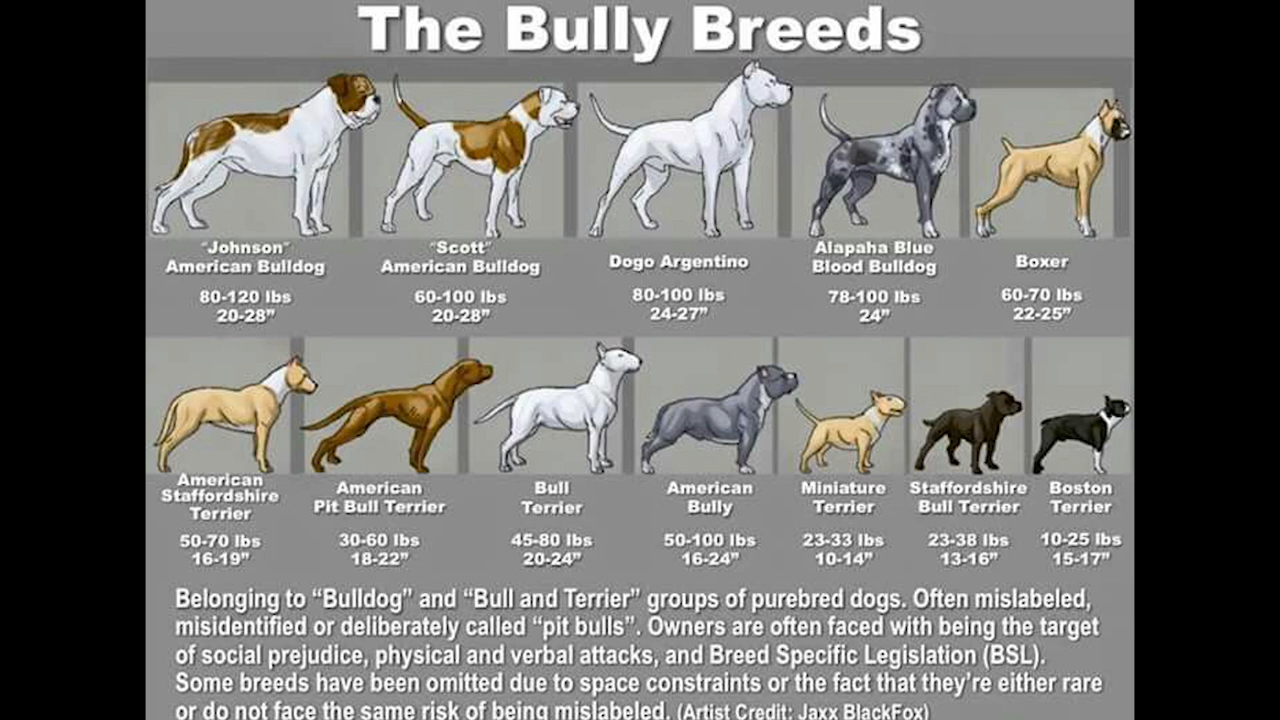 The Bully Breeds
"Johnson"
American Bulldog
80-120 lbs
20-28”
"Scott"
American Bulldog
60-100 lbs
20-28”
Dogo Argentino
80-100 lbs
24-27”
Alapaha Blue
Blood Bulldog
78-100 lbs
24”
Boxer
60-70 lbs
22-25”
American
Staffordshire
Terrier
50-70 lbs
16-19”
American
Pit Bull Terrier
30-60 lbs
18-22”
Bull
Terrier
45-80 lbs
20-24”
American
Bully
50-100 lbs
16-24”
Miniature
Terrier
23-33 lbs
10-14”
Staffordshire
Bull Terrier
23-38 lbs
13-16”
Boston
Terrier
10-25 lbs
15-17”
Belonging to “Bulldog” and “Bull and Terrier” groups of purebred dogs. Often mislabeled,
misidentified or deliberately called “pit bulls”. Owners are often faced with being the target
of social prejudice, physical and verbal attacks, and Breed Specific Legislation (BSL).
Some breeds have been omitted due to space constraints or the fact that they’re either rare
or do not face the same risk of being mislabeled. (Artist Credit: Jaxx BlackFox)